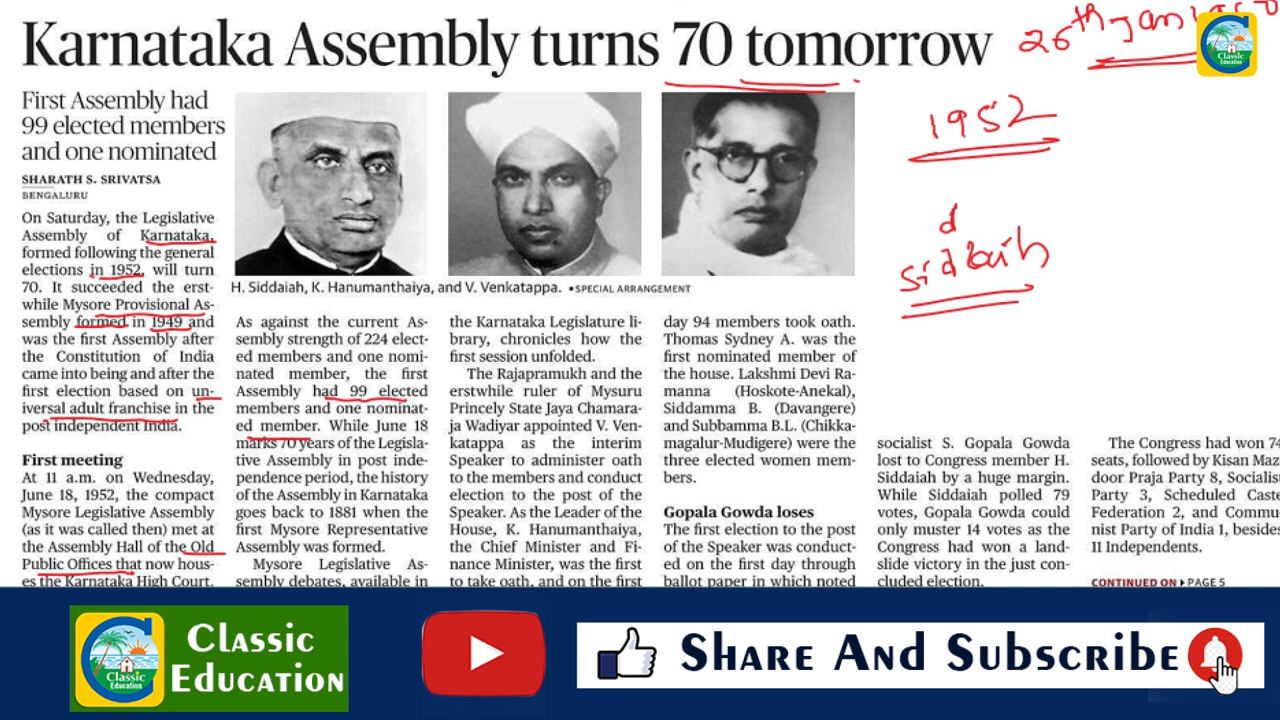 Karnataka Assembly turns 70 tomorrow
First Assembly had
99 elected members
and one nominated
SHARATH S. SRIVATSA
BENGALURU
On Saturday, the Legislative
Assembly of Karnataka,
formed following the general
elections in 1952, will turn
70. It succeeded the erst-
while Mysore Provisional As-
sembly formed in 1949 and
was the first Assembly after
the Constitution of India
came into being and after the
first election based on un-
iversal adult franchise in the
post independent India.
First meeting
At 11 a.m. on Wednesday,
June 18, 1952, the compact
Mysore Legislative Assembly
(as it was called then) met at
the Assembly Hall of the Old
Public Offices that now hous-
es the Karnataka High Court.
H. Siddaiah, K. Hanumanthaiya, and V. Venkatappa. •SPECIAL ARRANGEMENT
As against the current As-
sembly strength of 224 elect-
ed members and one nomi-
nated member, the first
Assembly had 99 elected
members and one nominat-
ed member. While June 18
marks 70 years of the Legisla-
tive Assembly in post inde-
pendence period, the history
of the Assembly in Karnataka
goes back to 1881 when the
first Mysore Representative
Assembly was formed.
Mysore Legislative As-
sembly debates, available in
the Karnataka Legislature li-
brary, chronicles how the
first session unfolded.
The Rajapramukh and the
erstwhile ruler of Mysuru
Princely State Jaya Chamara-
ja Wadiyar appointed V. Ven-
katappa as the interim
Speaker to administer oath
to the members and conduct
election to the post of the
Speaker. As the Leader of the
House, K. Hanumanthaiya,
the Chief Minister and Fi-
nance Minister, was the first
to take oath, and on the first
day 94 members took oath.
Thomas Sydney A. was the
first nominated member of
the house. Lakshmi Devi Ra-
manna (Hoskote-Anekal),
Siddamma B. (Davangere)
and Subbamma B.L. (Chikka-
magalur-Mudigere) were the
three elected women mem-
bers.
Gopala Gowda loses
The first election to the post
of the Speaker was conduct-
ed on the first day through
ballot paper in which noted
socialist S. Gopala Gowda
lost to Congress member H.
Siddaiah by a huge margin.
While Siddaiah polled 79
votes, Gopala Gowda could
only muster 14 votes as the
Congress had won a land-
slide victory in the just con-
cluded election.
The Congress had won 74
seats, followed by Kisan Maz
door Praja Party 8, Socialis
Party 3, Scheduled Caste
Federation 2, and Commu
nist Party of India 1, besides
11 Independents.
CONTINUED ON ▸ PAGE 5
26th Jan
Classic
Education
1952
d
Siddaih
Classic
Education
Classic
Education
Share And Subscribe